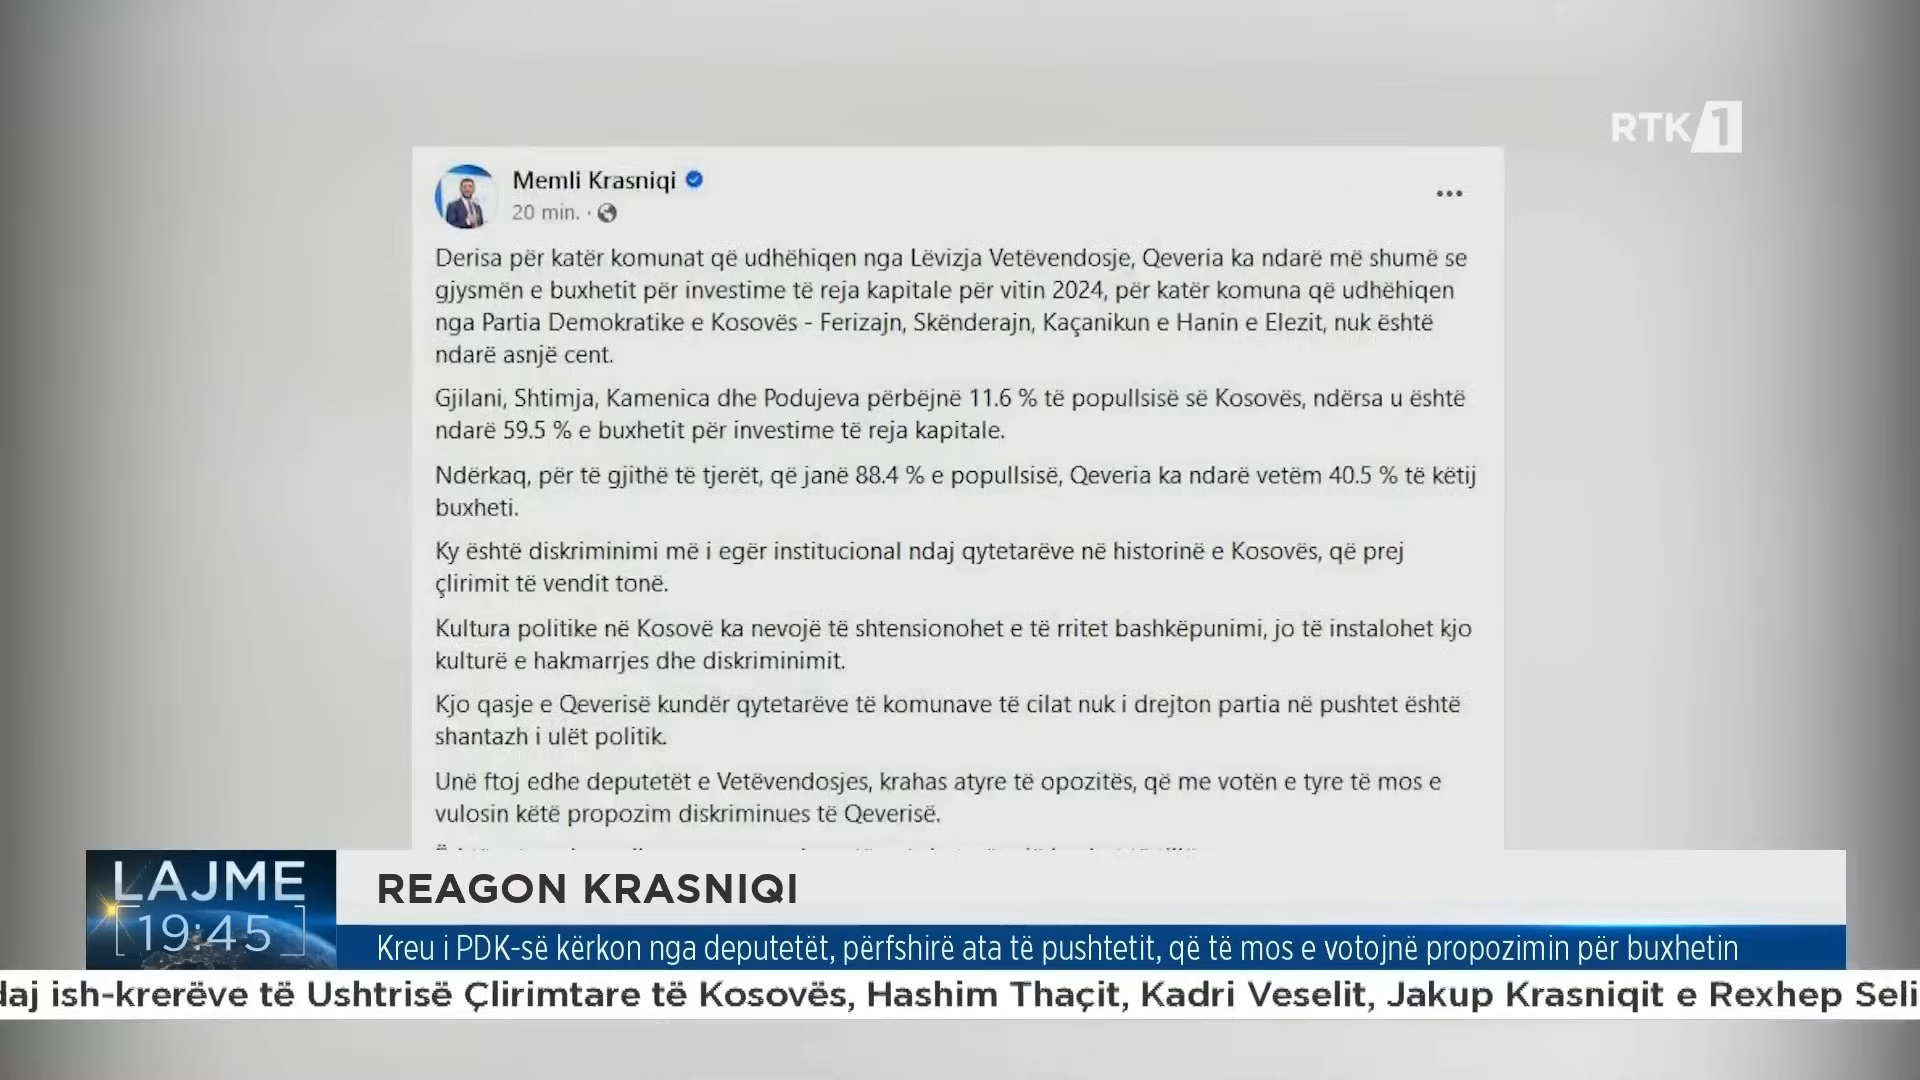 RTK 1
Memli Krasniqi
20 min. ·
Derisa për katër komunat që udhëhiqen nga Lëvizja Vetëvendosje, Qeveria ka ndarë më shumë se
gjysmën e buxhetit për investime të reja kapitale për vitin 2024, për katër komuna që udhëhiqen
nga Partia Demokratike e Kosovës - Ferizajn, Skënderajn, Kaçanikun e Hanin e Elezit, nuk është
ndarë asnjë cent.
Gjilani, Shtimja, Kamenica dhe Podujeva përbëjnë 11.6 % të popullsisë së Kosovës, ndërsa u është
ndarë 59.5 % e buxhetit për investime të reja kapitale.
Ndërkaq, për të gjithë të tjerët, që janë 88.4 % e popullsisë, Qeveria ka ndarë vetëm 40.5 % të këtij
buxheti.
Ky është diskriminimi më i egër institucional ndaj qytetarëve në historinë e Kosovës, që prej
çlirimit të vendit tonë.
Kultura politike në Kosovë ka nevojë të shtensionohet e të rritet bashkëpunimi, jo të instalohet kjo
kulturë e hakmarrjes dhe diskriminimit.
Kjo qasje e Qeverisë kundër qytetarëve të komunave të cilat nuk i drejton partia në pushtet është
shantazh i ulët politik.
Unë ftoj edhe deputetët e Vetëvendosjes, krahas atyre të opozitës, që me votën e tyre të mos e
vulosin këtë propozim diskriminues të Qeverisë.
LAJME
19:45
REAGON KRASNIQI
Kreu i PDK-së kërkon nga deputetët, përfshirë ata të pushtetit, që të mos e votojnë propozimin për buxhetin
daj ish-krerëve të Ushtrisë Çlirimtare të Kosovës, Hashim Thaçit, Kadri Veselit, Jakup Krasniqit e Rexhep Seli